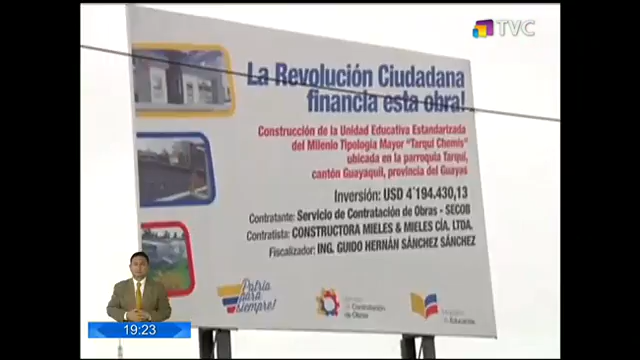 TVC
La Revolución Ciudadana
financia esta obra!
Construcción de la Unidad Educativa Estandarizada
del Milenio Tipología Mayor "Tarqui Chemis"
ubicada en la parroquia Tarqui,
cantón Guayaquil, provincia del Guayas
Inversión: USD 4`194.430,13
Contratante: Servicio de Contratación de Obras - SECOB
Contratista: CONSTRUCTORA MIELES & MIELES CÍA. LTDA.
Fiscalizador: ING. GUIDO HERNÁN SÁNCHEZ SÁNCHEZ
¡Patria
para
siempre!
Contratación
de Obras
de Educación
19:23